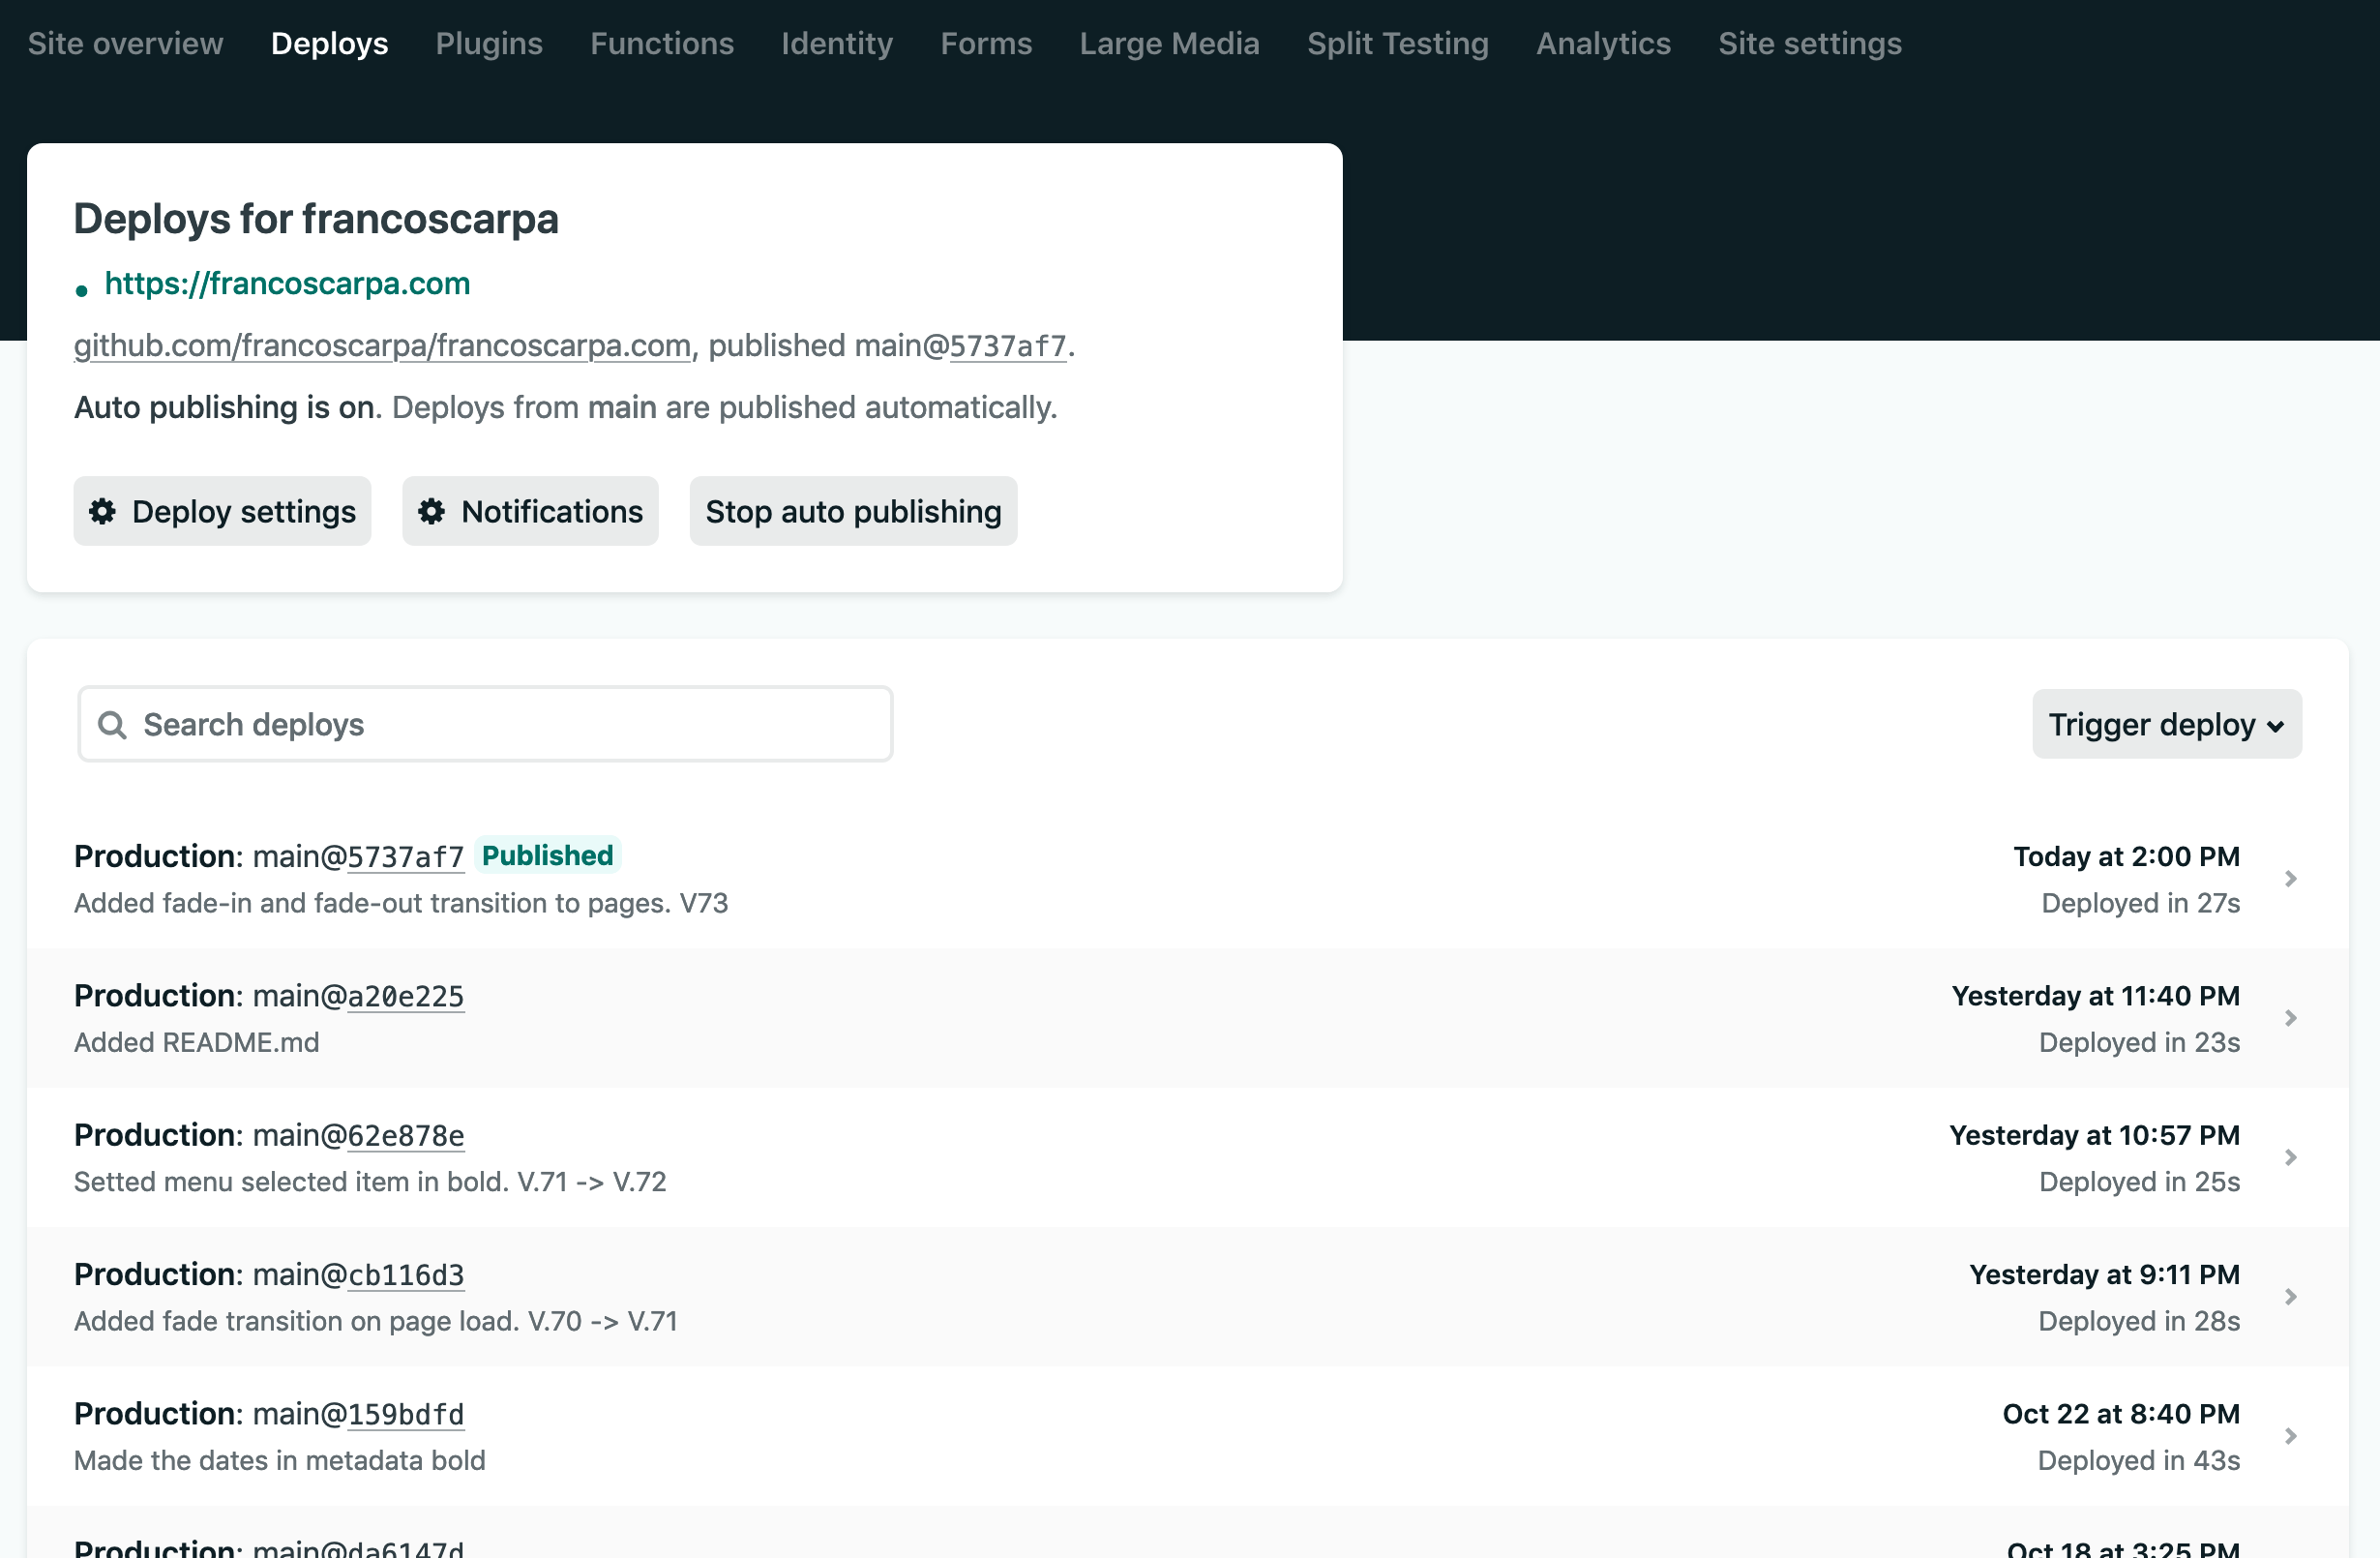 Site overview Deploys Plugins Functions Identity Forms Large Media Split Testing Analytics Site settings
Deploys for francoscarpa
https://francoscarpa.com
github.com/francoscarpa/francoscarpa.com, published main@5737af7.
Auto publishing is on. Deploys from main are published automatically.
Deploy settings Notifications Stop auto publishing
Search deploys Trigger deploy
Production: main@5737af7 Published Today at 2:00 PM
Added fade-in and fade-out transition to pages. V73 Deployed in 27s
Production: main@a20e225 Yesterday at 11:40 PM
Added README.md Deployed in 23s
Production: main@62e878e Yesterday at 10:57 PM
Setted menu selected item in bold. V.71 -> V.72 Deployed in 25s
Production: main@cb116d3 Yesterday at 9:11 PM
Added fade transition on page load. V.70 -> V.71 Deployed in 28s
Production: main@159bdfd Oct 22 at 8:40 PM
Made the dates in metadata bold Deployed in 43s
Production: main@da6147d Oct 18 at 3:25 PM